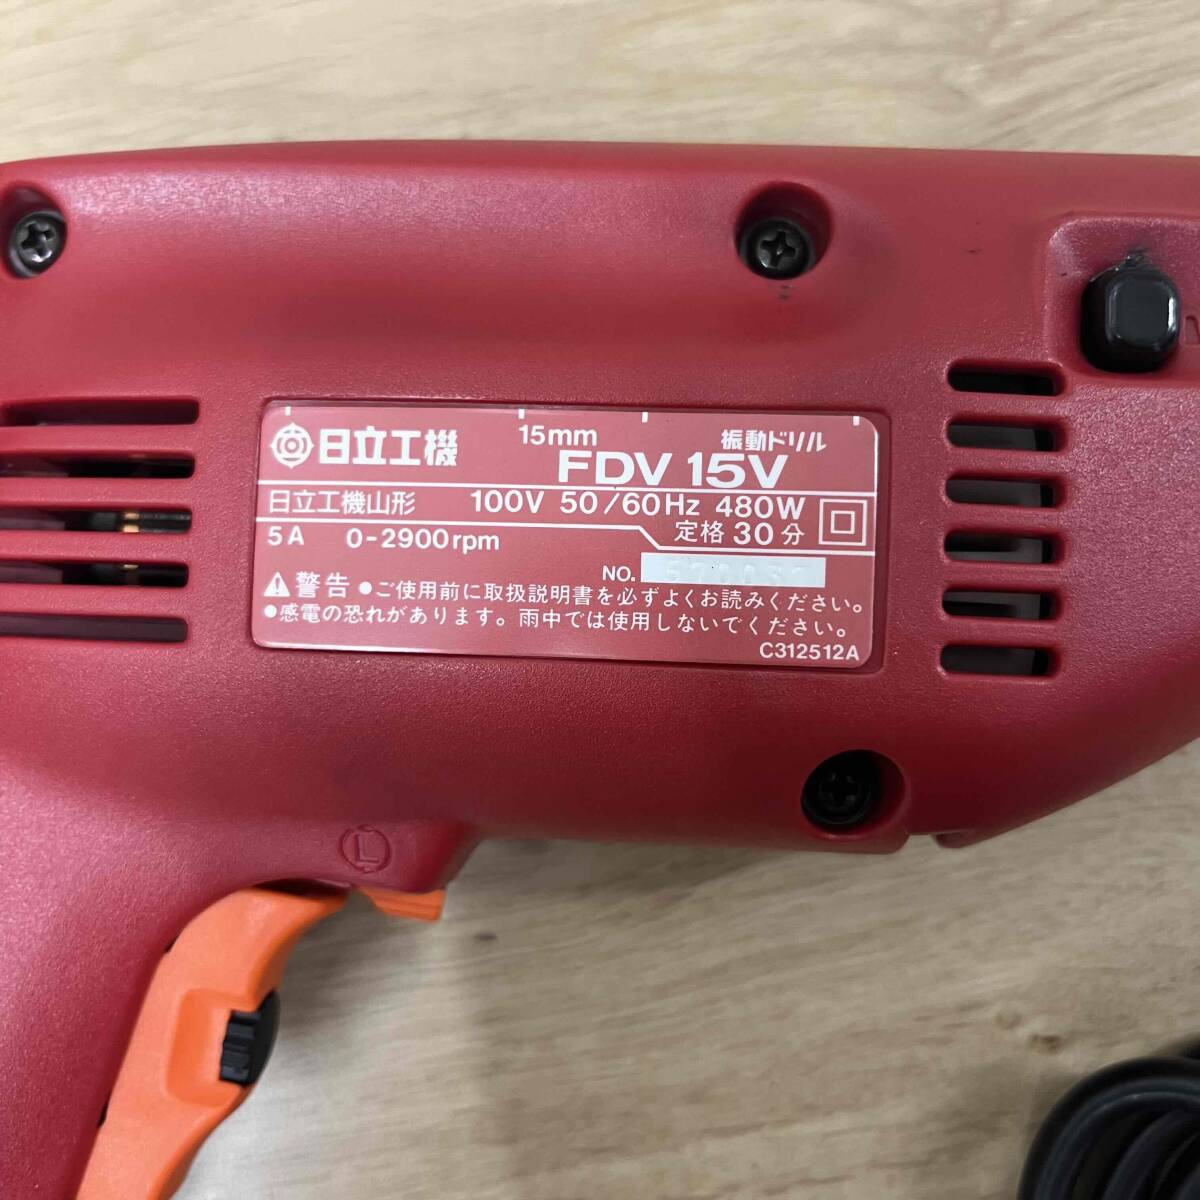 日立工機
15mm 振動ドリル
FDV 15V
日立工機山形 100V 50/60Hz 480W
5A 0-2900rpm 定格 30 分
NO.
警告 ●ご使用前に取扱説明書を必ずよくお読みください。
●感電の恐れがあります。雨中では使用しないでください。
C312512A
L